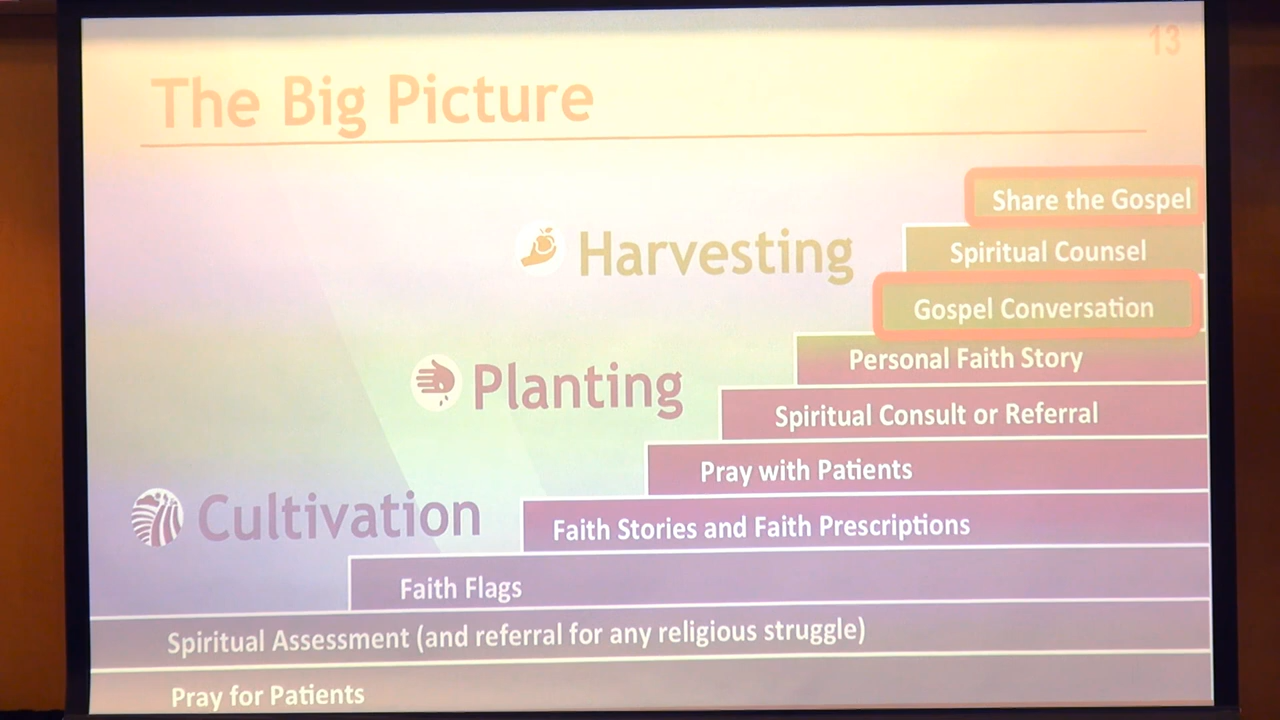 13
The Big Picture
Share the Gospel
Harvesting
Spiritual Counsel
Gospel Conversation
Personal Faith Story
Planting
Spiritual Consult or Referral
Pray with Patients
Cultivation
Faith Stories and Faith Prescriptions
Faith Flags
Spiritual Assessment (and referral for any religious struggle)
Pray for Patients